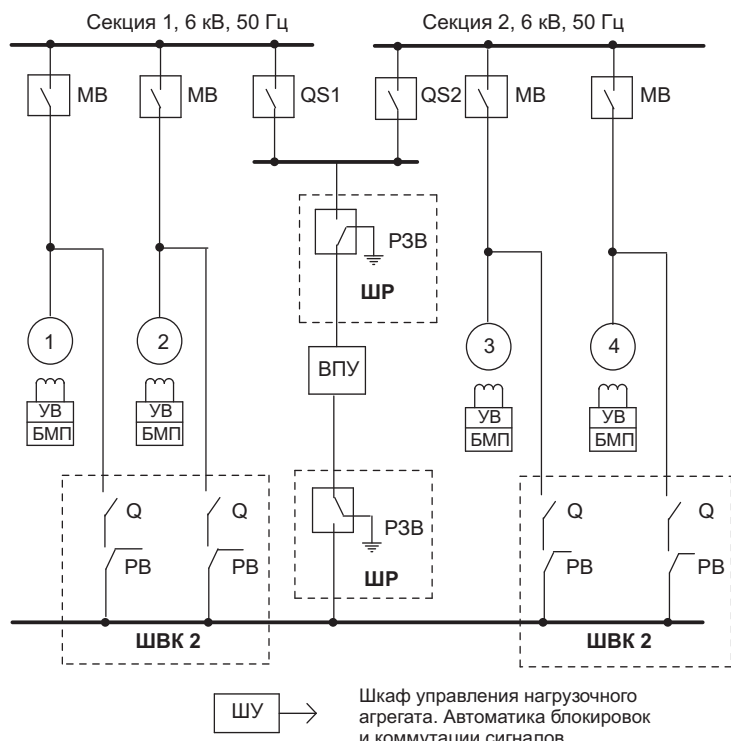 Секция 1, 6 кВ, 50 Гц
Секция 2, 6 кВ, 50 Гц
МВ
МВ
QS1
QS2
МВ
МВ
РЗВ
ШР
1
2
ВПУ
3
4
УВ
БМП
УВ
БМП
УВ
БМП
УВ
БМП
Q
Q
РЗВ
Q
Q
РВ
РВ
ШР
РВ
РВ
ШВК 2
ШВК 2
ШУ
Шкаф управления нагрузочного
агрегата. Автоматика блокировок
и коммутации сигналов